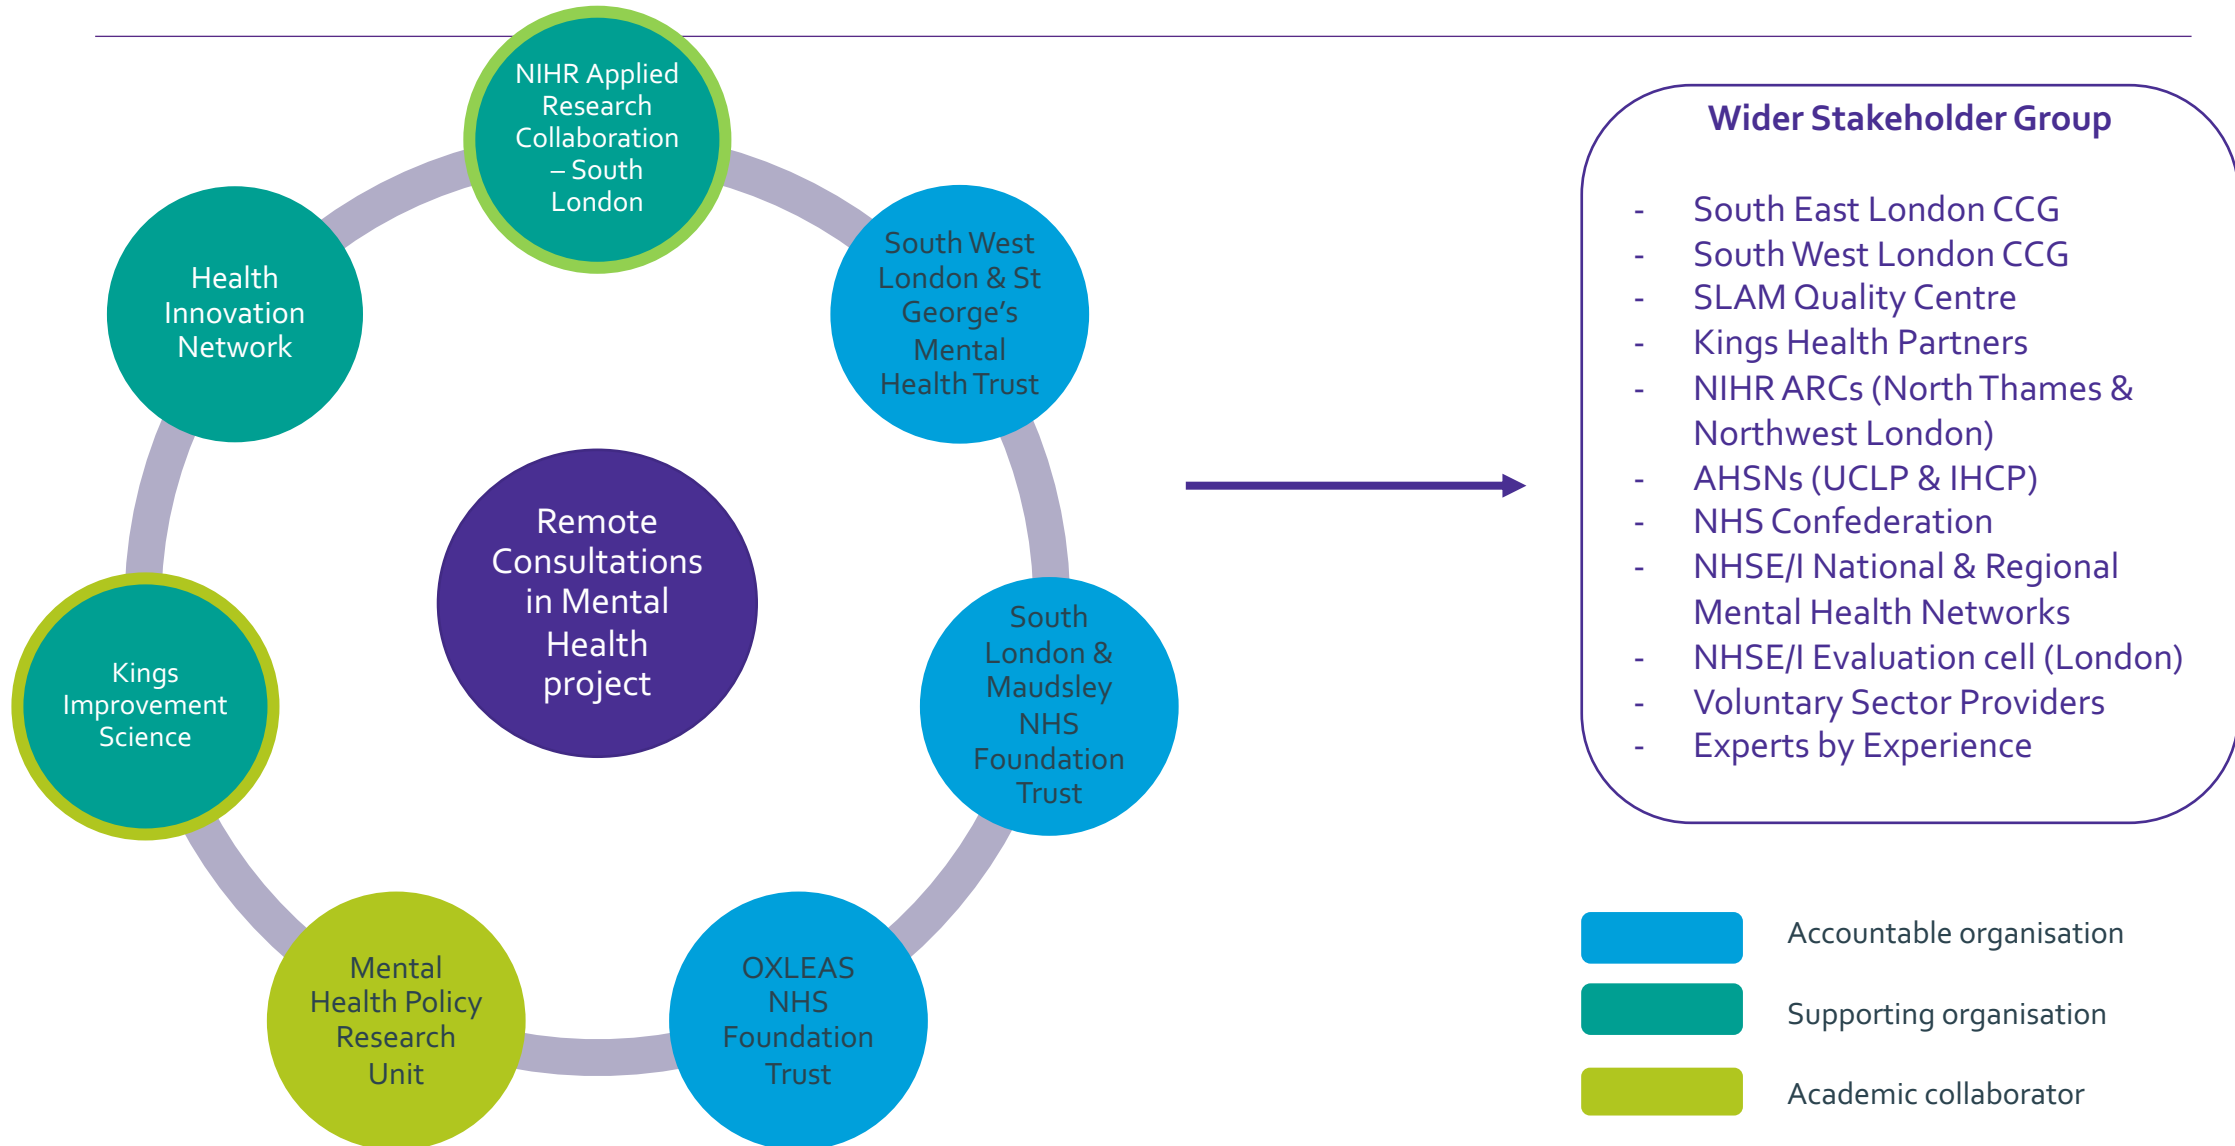 NIHR Applied
Research
Collaboration
– South
London
South West
London & St
George’s
Mental
Health Trust
South
London &
Maudsley
NHS
Foundation
Trust
OXLEAS
NHS
Foundation
Trust
Mental
Health Policy
Research
Unit
Kings
Improvement
Science
Health
Innovation
Network
Remote
Consultations
in Mental
Health
project
Wider Stakeholder Group
- South East London CCG
- South West London CCG
- SLAM Quality Centre
- Kings Health Partners
- NIHR ARCs (North Thames &
Northwest London)
- AHSNs (UCLP & IHCP)
- NHS Confederation
- NHSE/I National & Regional
Mental Health Networks
- NHSE/I Evaluation cell (London)
- Voluntary Sector Providers
- Experts by Experience
Accountable organisation
Supporting organisation
Academic collaborator